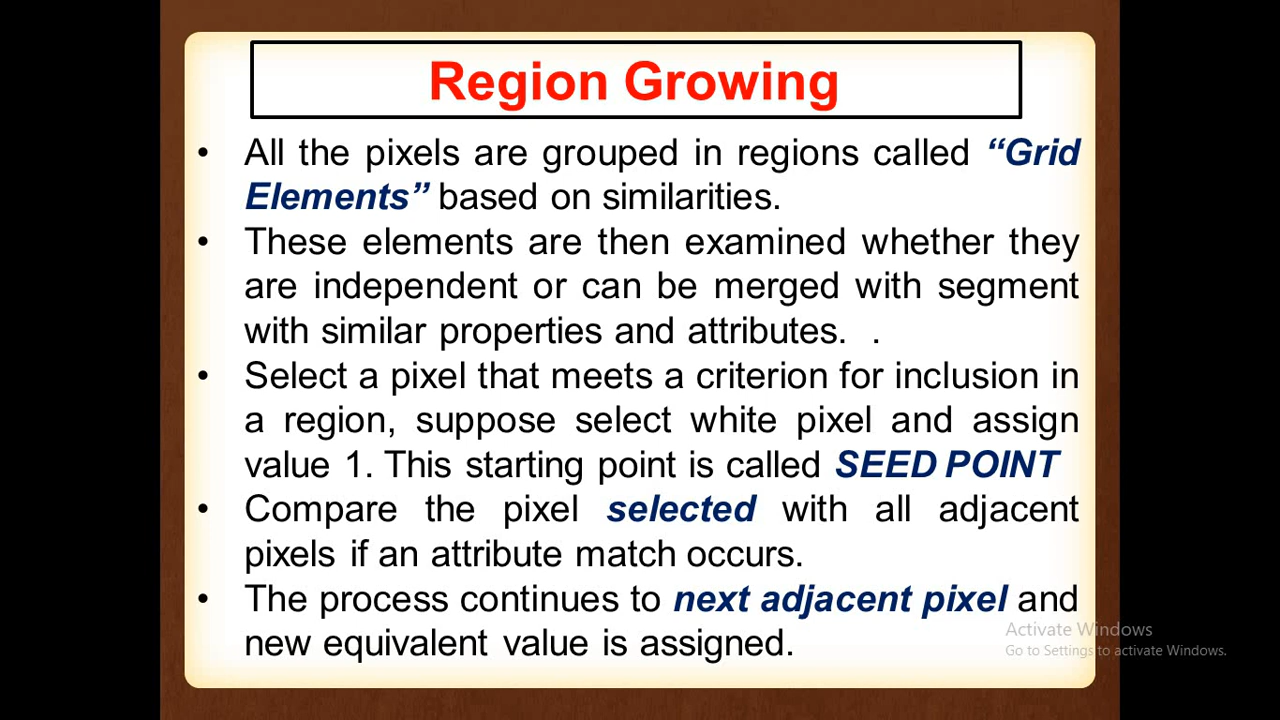 Region Growing
• All the pixels are grouped in regions called “Grid
Elements” based on similarities.
• These elements are then examined whether they
are independent or can be merged with segment
with similar properties and attributes. .
• Select a pixel that meets a criterion for inclusion in
a region, suppose select white pixel and assign
value 1. This starting point is called SEED POINT
• Compare the pixel selected with all adjacent
pixels if an attribute match occurs.
• The process continues to next adjacent pixel and
new equivalent value is assigned.
Activate Windows
Go to Settings to activate Windows.